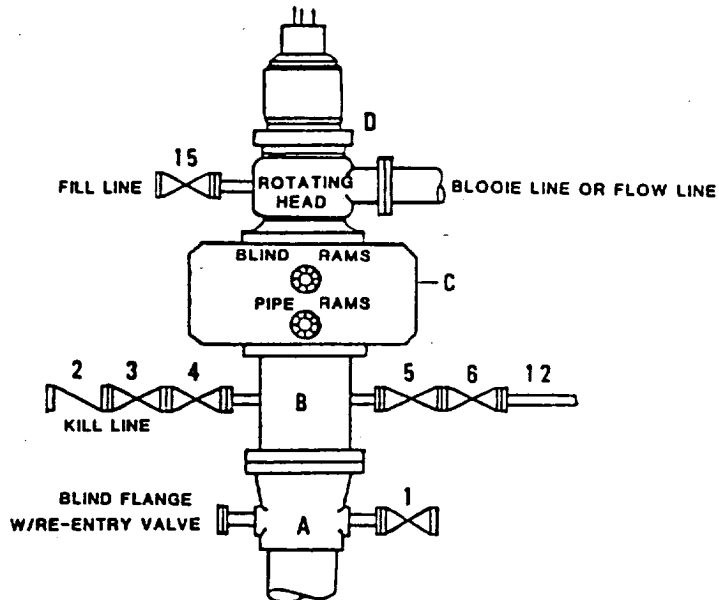 D
15
FILL LINE
ROTATING
HEAD
BLOOIE LINE OR FLOW LINE
BLIND RAMS
C
PIPE RAMS
2 3 4
5 6 12
B
KILL LINE
BLIND FLANGE
W/RE-ENTRY VALVE
1
A